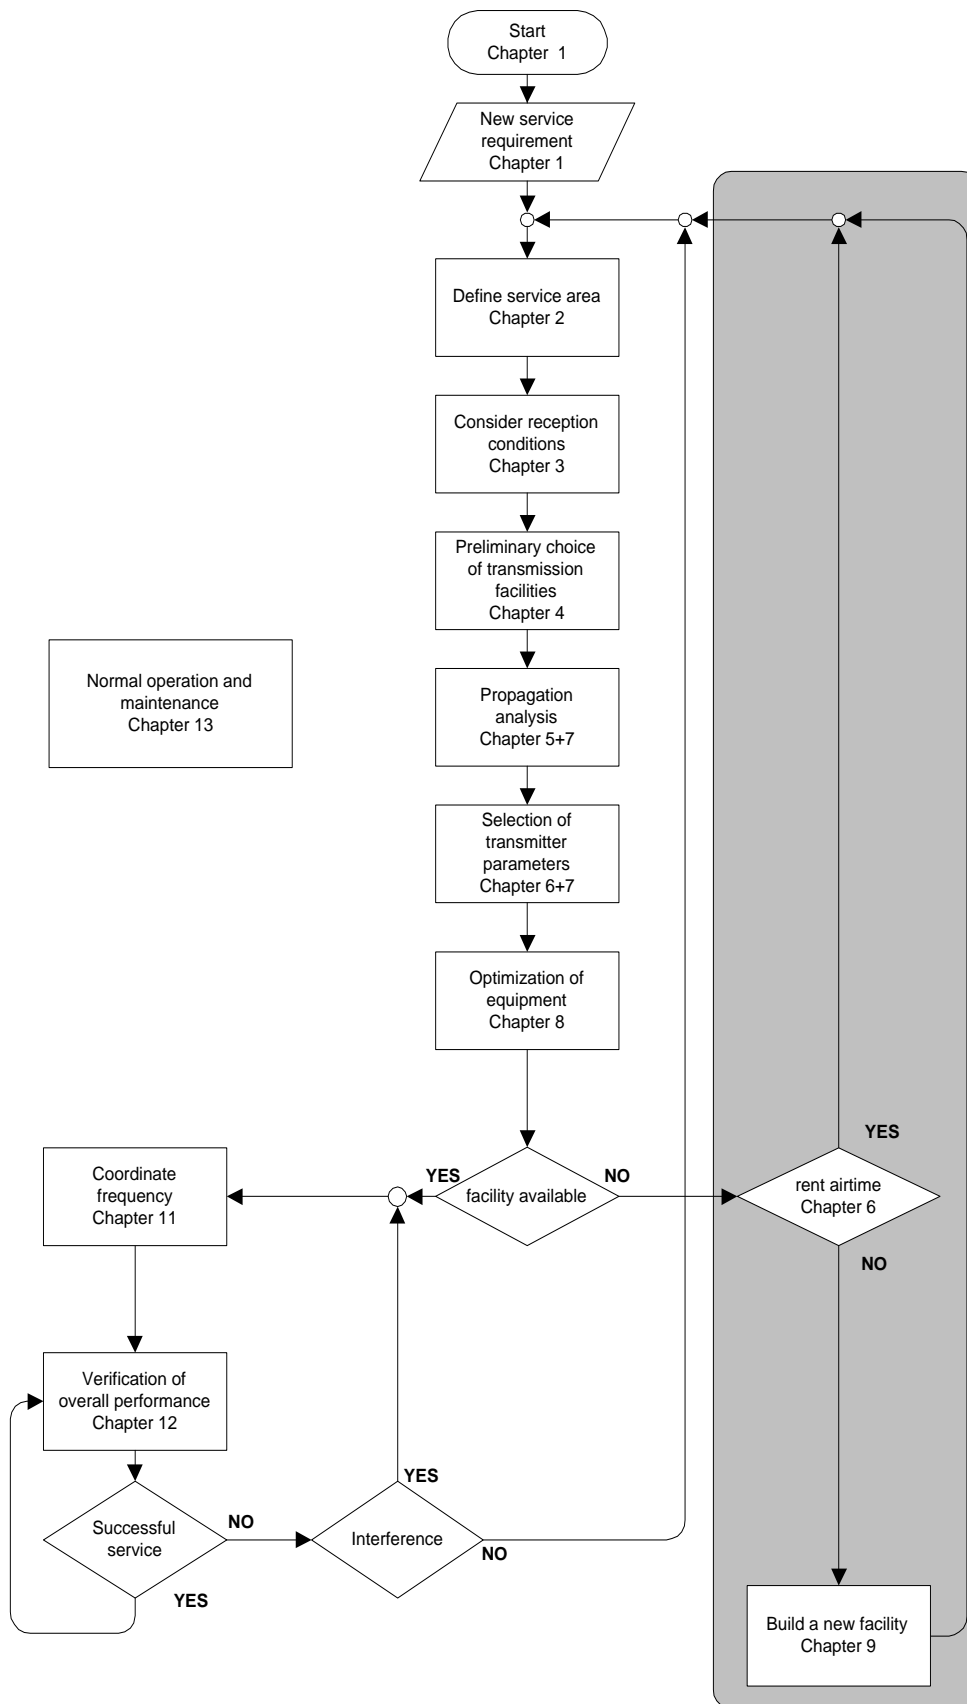 Start
Chapter 1
New service
requirement
Chapter 1
Define service area
Chapter 2
Consider reception
conditions
Chapter 3
Preliminary choice
of transmission
facilities
Chapter 4
Normal operation and
maintenance
Chapter 13
Propagation
analysis
Chapter 5+7
Selection of
transmitter
parameters
Chapter 6+7
Optimization of
equipment
Chapter 8
facility available
YES
NO
rent airtime
Chapter 6
YES
NO
Coordinate
frequency
Chapter 11
Verification of
overall performance
Chapter 12
Successful
service
NO
YES
Interference
YES
NO
Build a new facility
Chapter 9